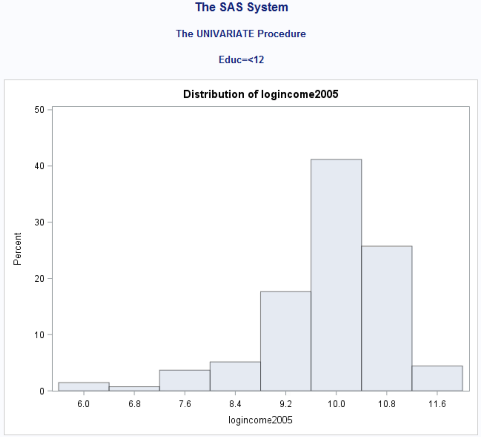 The SAS System
The UNIVARIATE Procedure
Educ=<12
Distribution of logincome2005
50
40
30
20
10
0
Percent
6.0 6.8 7.6 8.4 9.2 10.0 10.8 11.6
logincome2005